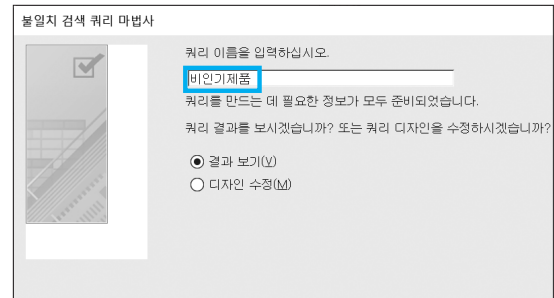 불일치 검색 쿼리 마법사
쿼리 이름을 입력하십시오.
비인기제품
쿼리를 만드는 데 필요한 정보가 모두 준비되었습니다.
쿼리 결과를 보시겠습니까? 또는 쿼리 디자인을 수정하시겠습니까?
결과 보기(V)
디자인 수정(M)